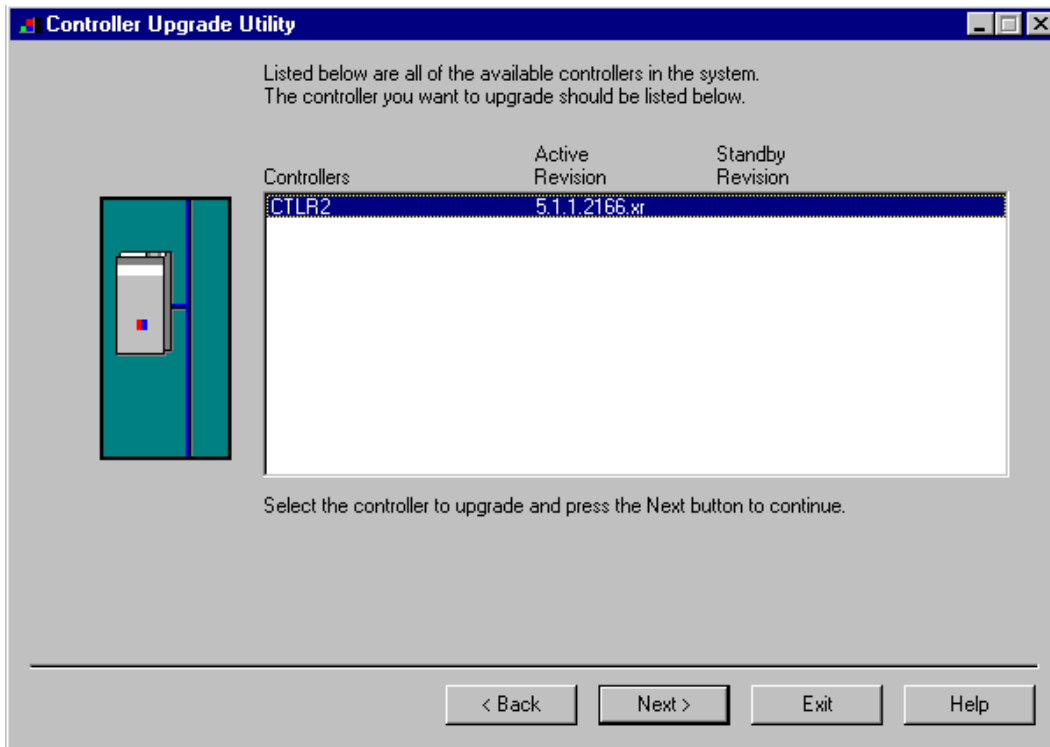 Controller Upgrade Utility
Listed below are all of the available controllers in the system.
The controller you want to upgrade should be listed below.
Controllers Active Revision Standby Revision
CTLR2 5.1.1.2166.xr
Select the controller to upgrade and press the Next button to continue.
< Back Next > Exit Help